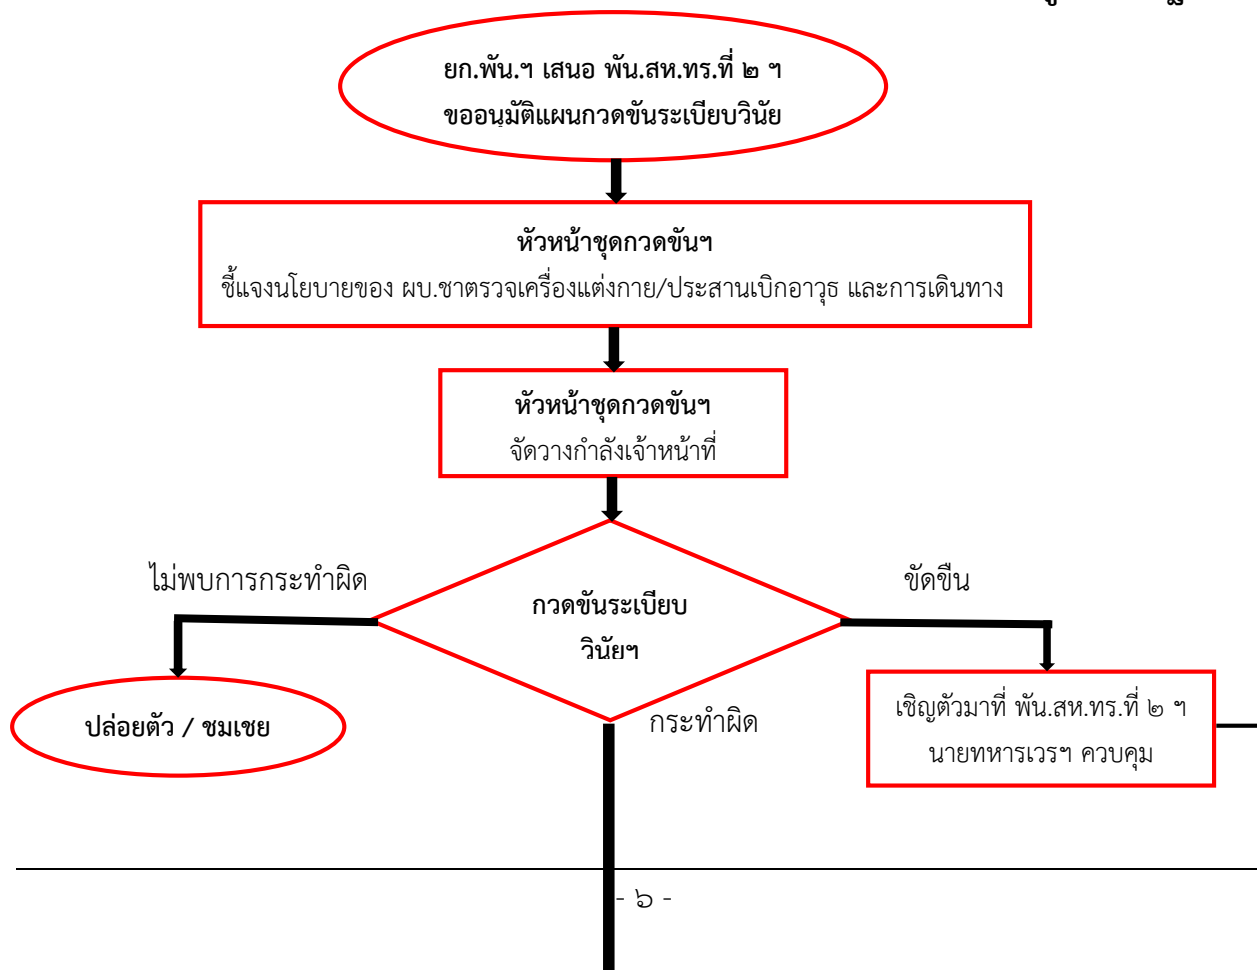 ยก.พัน.ฯ เสนอ พัน.สห.ทร.ที่ ๒ ฯ
ขออนุมัติแผนกวดขันระเบียบวินัย
หัวหน้าชุดกวดขันฯ
ชี้แจงนโยบายของ ผบ.ชาตรวจเครื่องแต่งกาย/ประสานเบิกอาวุธ และการเดินทาง
หัวหน้าชุดกวดขันฯ
จัดวางกำลังเจ้าหน้าที่
ไม่พบการกระทำผิด
ขัดขืน
กวดขันระเบียบ
วินัยฯ
ปล่อยตัว / ชมเชย
กระทำผิด
เชิญตัวมาที่ พัน.สห.ทร.ที่ ๒ ฯ
นายทหารเวรฯ ควบคุม
- ๖ -